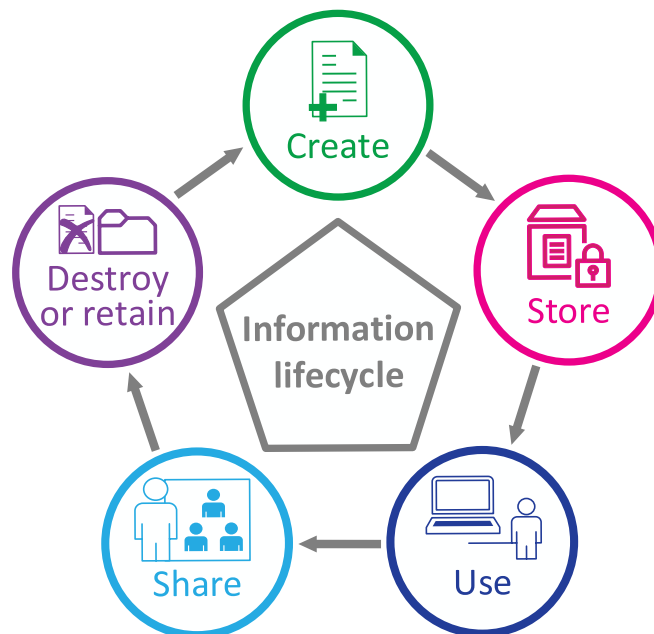 Create
Store
Use
Share
Destroy
or retain
Information
lifecycle